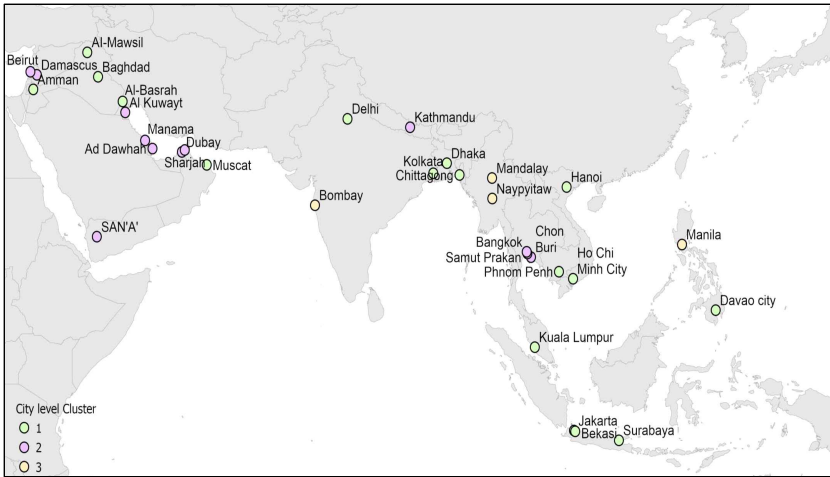 Al-Mawsil
Beirut
Damascus
Baghdad
Amman
Al-Basrah
Al Kuwayt
Delhi
Kathmandu
Manama
Dubay
Ad Dawhah
Sharjah
Muscat
Kolkata
Dhaka
Chittagong
Mandalay
Hanoi
Naypyitaw
Bombay
SAN'A'
Chon
Buri
Bangkok
Samut Prakan
Phnom Penh
Ho Chi
Minh City
Manila
Davao city
Kuala Lumpur
Jakarta
Bekasi
Surabaya
City level Cluster
1
2
3